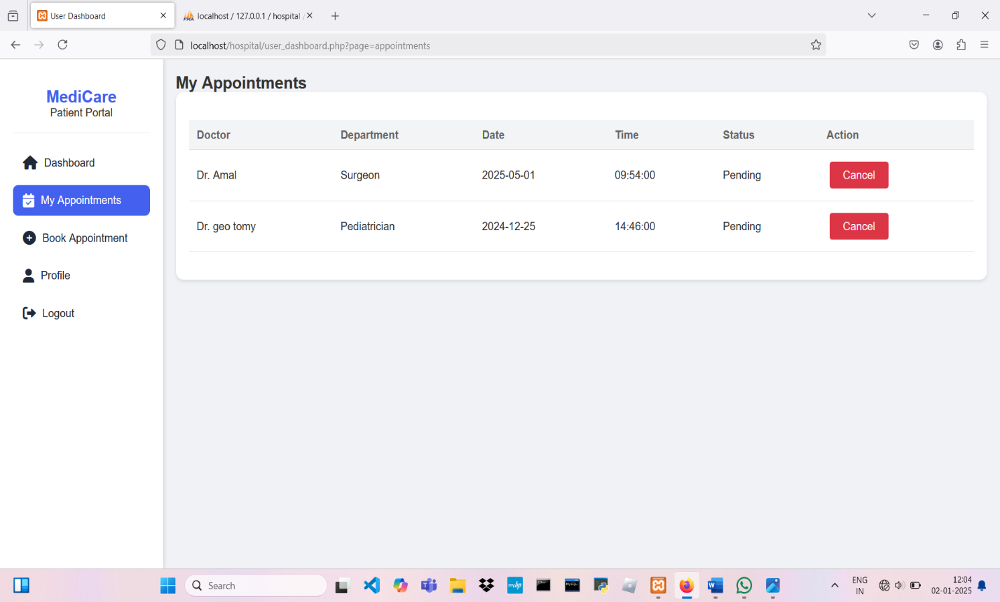 User Dashboard
localhost / 127.0.0.1 / hospital /
localhost/hospital/user_dashboard.php?page=appointments
MediCare
Patient Portal
Dashboard
My Appointments
Book Appointment
Profile
Logout
My Appointments
Doctor Department Date Time Status Action
Dr. Amal Surgeon 2025-05-01 09:54:00 Pending Cancel
Dr. geo tomy Pediatrician 2024-12-25 14:46:00 Pending Cancel
Search
ENG
IN
12:04
02-01-2025